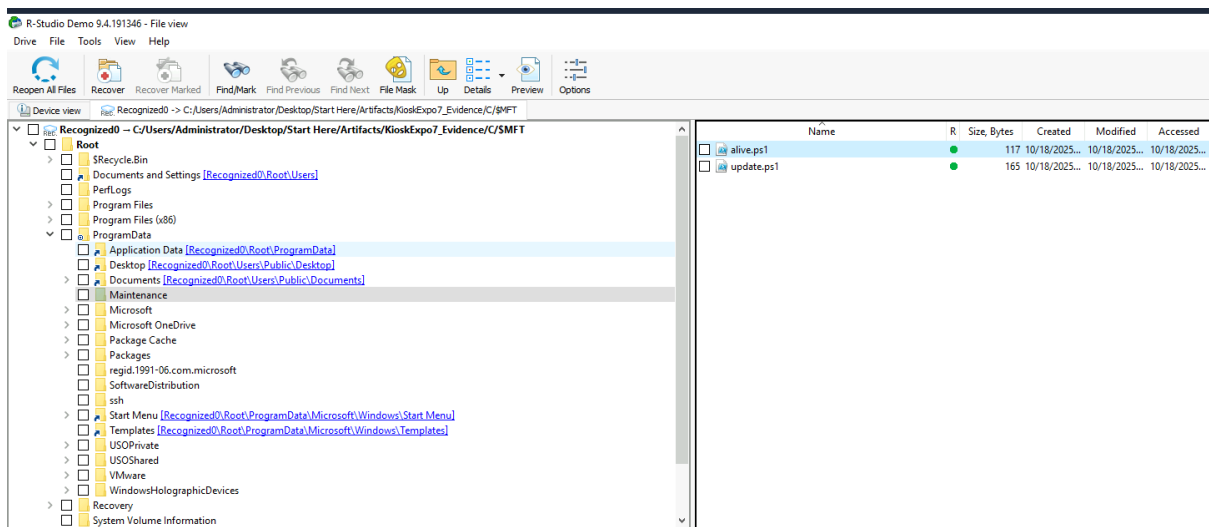 R-Studio Demo 9.4.191346 - File view
Drive File Tools View Help
Reopen All Files Recover Recover Marked Find/Mark Find Previous Find Next File Mask Up Details Preview Options
Device view REC Recognized0 -> C:/Users/Administrator/Desktop/Start Here/Artifacts/KioskExpo7_Evidence/C/$MFT
REC Recognized0 → C:/Users/Administrator/Desktop/Start Here/Artifacts/KioskExpo7_Evidence/C/$MFT
Root
$Recycle.Bin
Documents and Settings [Recognized0\Root\Users]
PerfLogs
Program Files
Program Files (x86)
ProgramData
Application Data [Recognized0\Root\ProgramData]
Desktop [Recognized0\Root\Users\Public\Desktop]
Documents [Recognized0\Root\Users\Public\Documents]
Maintenance
Microsoft
Microsoft OneDrive
Package Cache
Packages
regid.1991-06.com.microsoft
SoftwareDistribution
ssh
Start Menu [Recognized0\Root\ProgramData\Microsoft\Windows\Start Menu]
Templates [Recognized0\Root\ProgramData\Microsoft\Windows\Templates]
USOPrivate
USOShared
VMware
WindowsHolographicDevices
Recovery
System Volume Information
Name R Size, Bytes Created Modified Accessed
alive.ps1 117 10/18/2025... 10/18/2025... 10/18/2025...
update.ps1 165 10/18/2025... 10/18/2025... 10/18/2025...